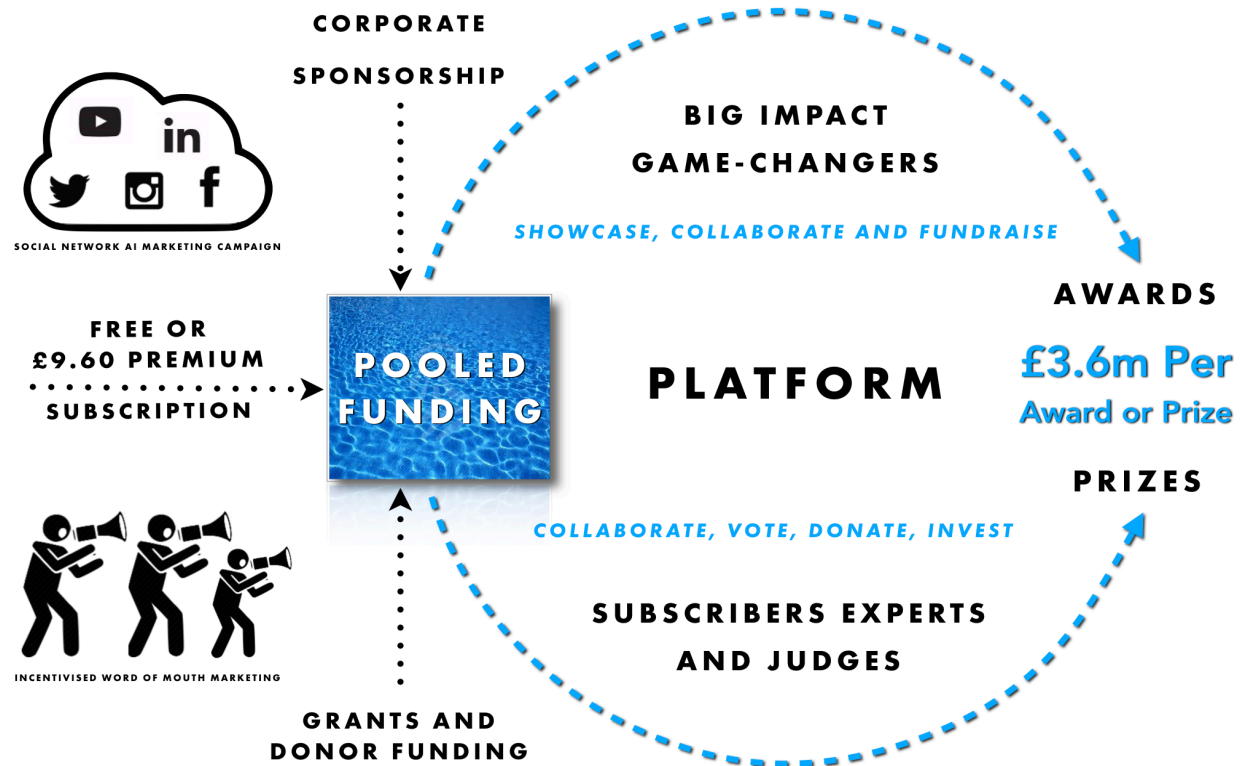 CORPORATE
SPONSORSHIP
in
f
SOCIAL NETWORK AI MARKETING CAMPAIGN
BIG IMPACT
GAME-CHANGERS
SHOWCASE, COLLABORATE AND FUNDRAISE
FREE OR
£9.60 PREMIUM
SUBSCRIPTION
POOLED
FUNDING
PLATFORM
AWARDS
£3.6m Per
Award or Prize
PRIZES
COLLABORATE, VOTE, DONATE, INVEST
SUBSCRIBERS EXPERTS
AND JUDGES
INCENTIVISED WORD OF MOUTH MARKETING
GRANTS AND
DONOR FUNDING